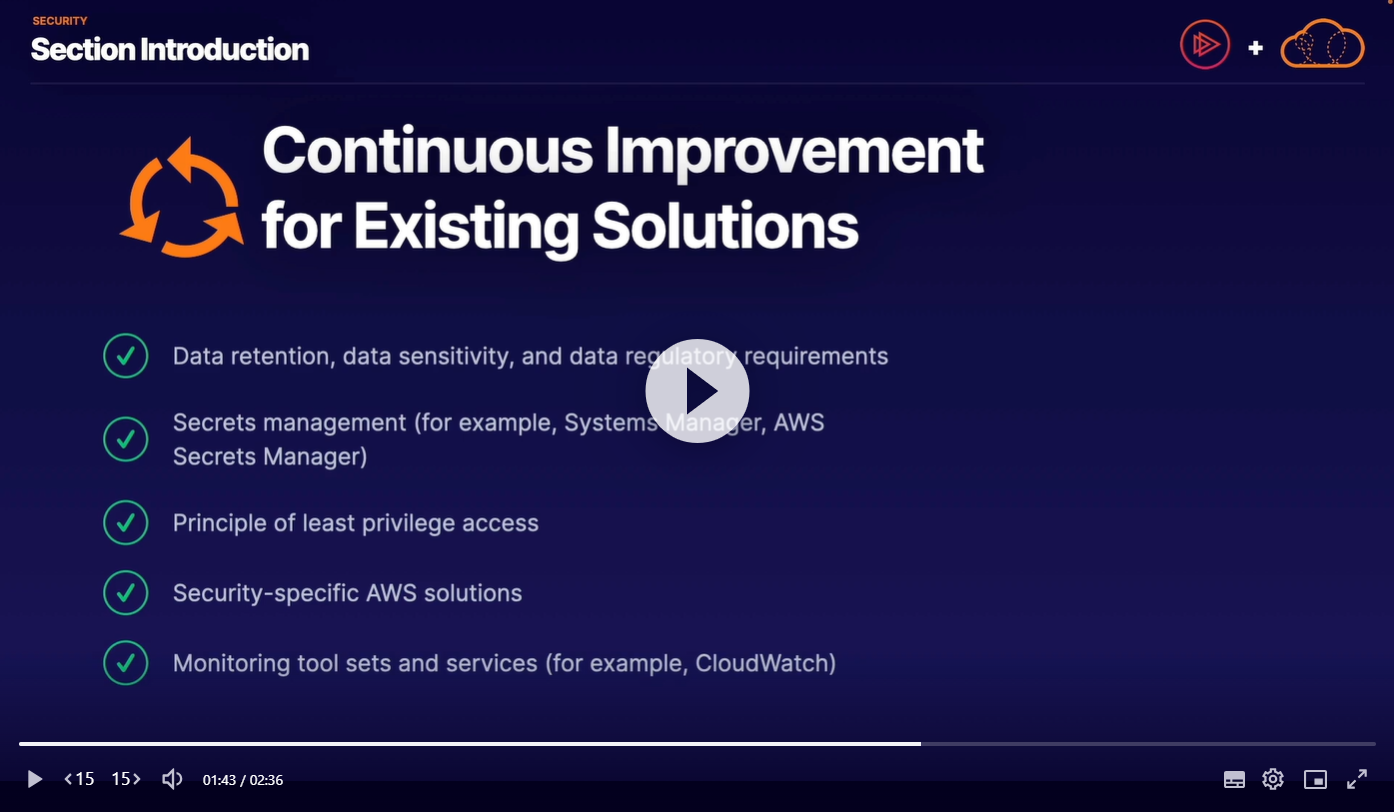 SECURITY
Section Introduction
Continuous Improvement
for Existing Solutions
Data retention, data sensitivity, and data regulatory requirements
Secrets management (for example, Systems Manager, AWS
Secrets Manager)
Principle of least privilege access
Security-specific AWS solutions
Monitoring tool sets and services (for example, CloudWatch)
<15 15> 01:43 / 02:36